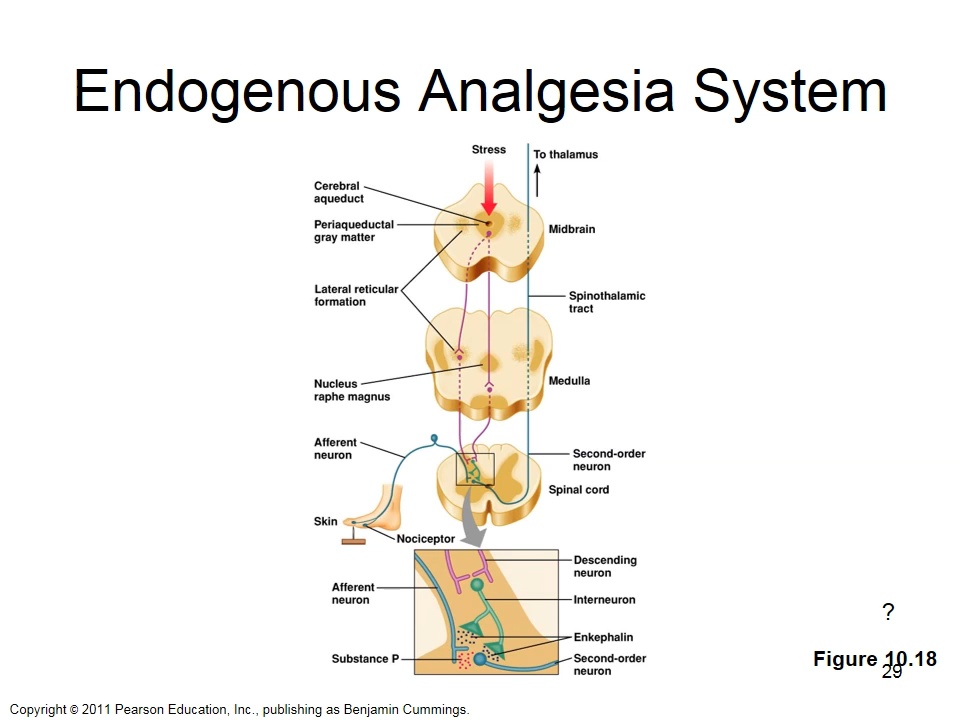 Endogenous Analgesia System
Stress
To thalamus
Cerebral
aqueduct
Periaqueductal
gray matter
Midbrain
Lateral reticular
formation
Spinothalamic
tract
Nucleus
raphe magnus
Medulla
Afferent
neuron
Second-order
neuron
Spinal cord
Skin
Nociceptor
Descending
neuron
Afferent
neuron
Interneuron
Enkephalin
Substance P
Second-order
neuron
?
Figure 10.18
29
Copyright © 2011 Pearson Education, Inc., publishing as Benjamin Cummings.